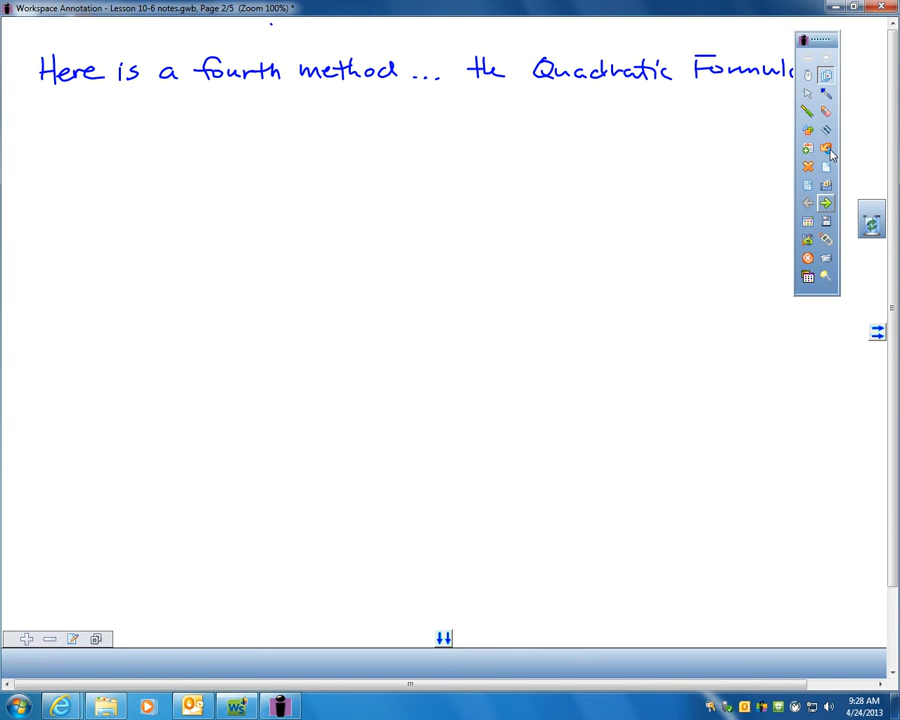 Workspace Annotation - Lesson 10-6 notes.gwb, Page 2/5 (Zoom 100%) *
Here is a fourth method ... the Quadratic Formula
9:28 AM
4/24/2013